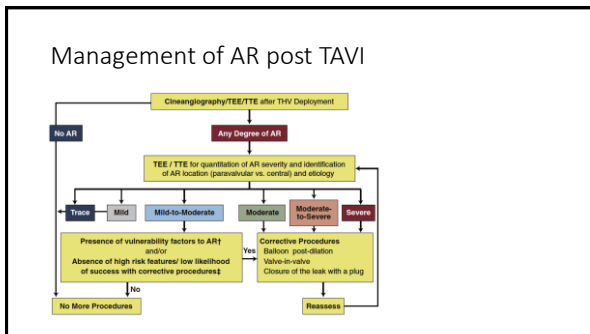 Management of AR post TAVI
Cineangiography/TEE/TTE after THV Deployment
No AR
Any Degree of AR
TEE / TTE for quantitation of AR severity and identification
of AR location (paravalvular vs. central) and etiology
Trace
Mild
Mild-to-Moderate
Moderate
Moderate-
to-Severe
Severe
Presence of vulnerability factors to AR†
and/or
Absence of high risk features/ low likelihood
of success with corrective procedures‡
Yes
Corrective Procedures
Balloon post-dilation
Valve-in-valve
Closure of the leak with a plug
No
No More Procedures
Reassess